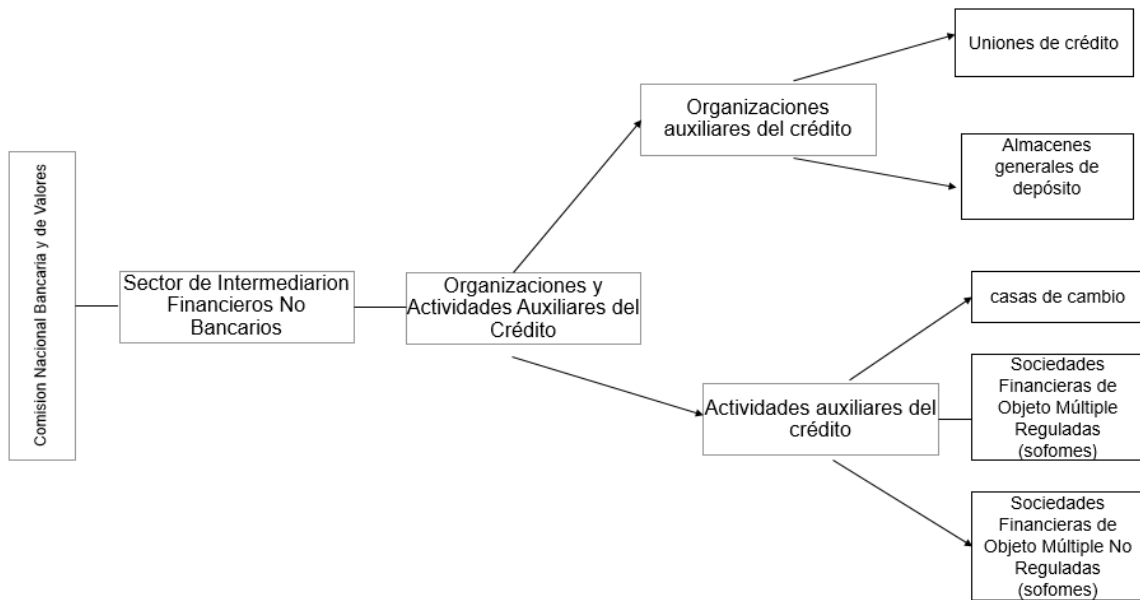 Comision Nacional Bancaria y de Valores
Sector de Intermediarion
Financieros No
Bancarios
Organizaciones y
Actividades Auxiliares del
Crédito
Organizaciones
auxiliares del crédito
Uniones de crédito
Almacenes
generales de
depósito
Actividades auxiliares del
crédito
casas de cambio
Sociedades
Financieras de
Objeto Múltiple
Reguladas
(sofomes)
Sociedades
Financieras de
Objeto Múltiple No
Reguladas
(sofomes)